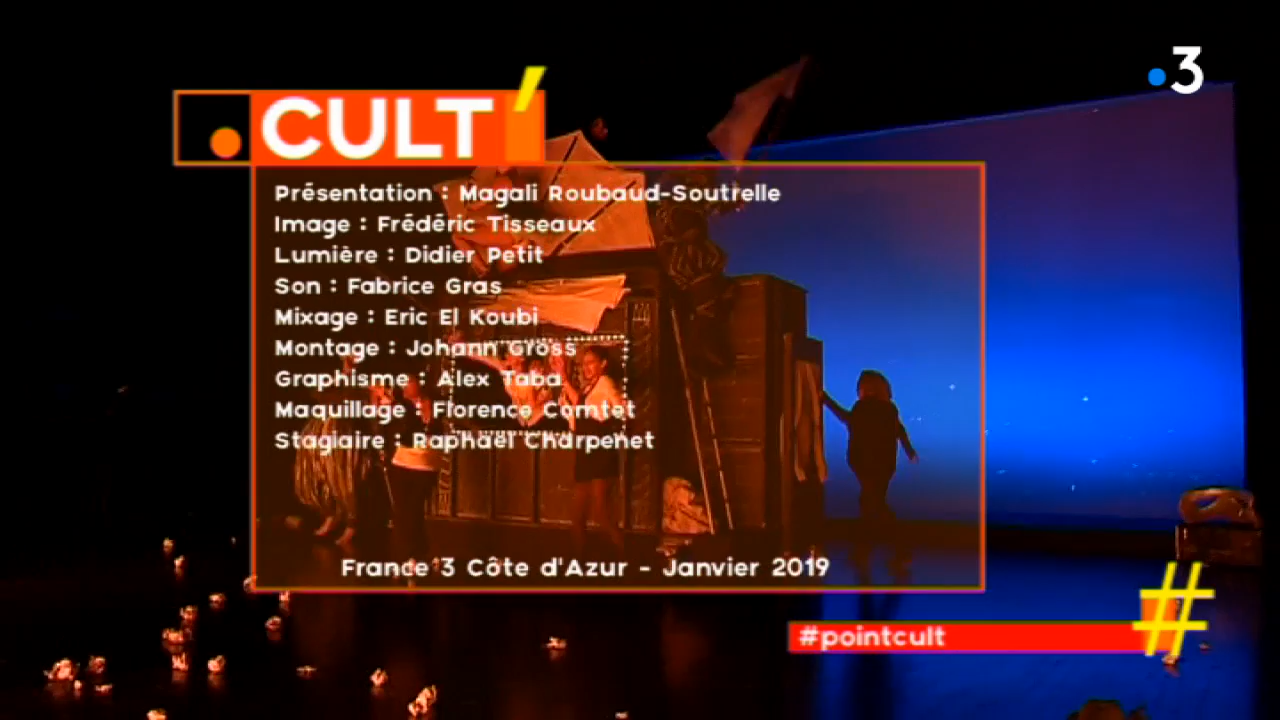 3
.CULT'
Présentation : Magali Roubaud-Soutrelle
Image : Frédéric Tisseaux
Lumière : Didier Petit
Son : Fabrice Gras
Mixage : Eric El Koubi
Montage : Johann Gross
Graphisme : Alex Taba
Maquillage : Florence Comtet
Stagiaire : Raphaël Charpenet
France 3 Côte d'Azur - Janvier 2019
#pointcult #